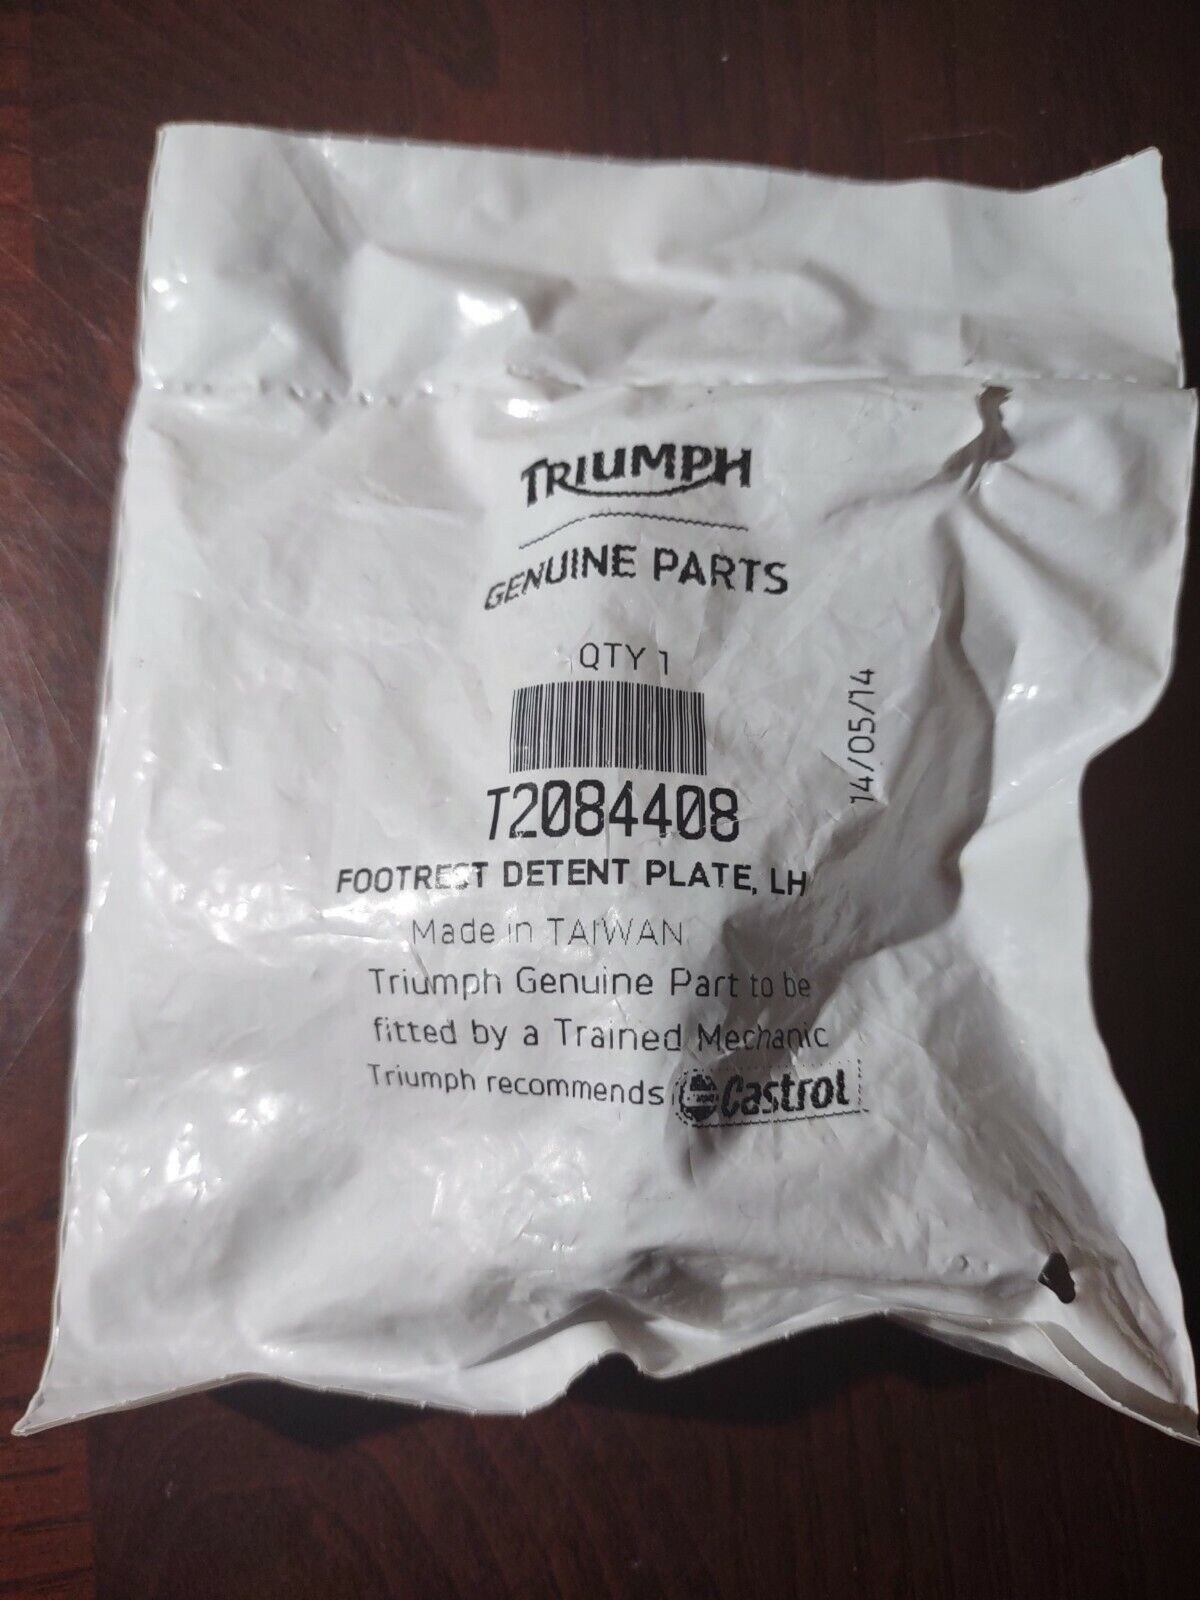 TRIUMPH
GENUINE PARTS
QTY 1
14/05/14
T2084408
FOOTREST DETENT PLATE, LH
Made in TAIWAN
Triumph Genuine Part to be
fitted by a Trained Mechanic
Triumph recommends Castrol